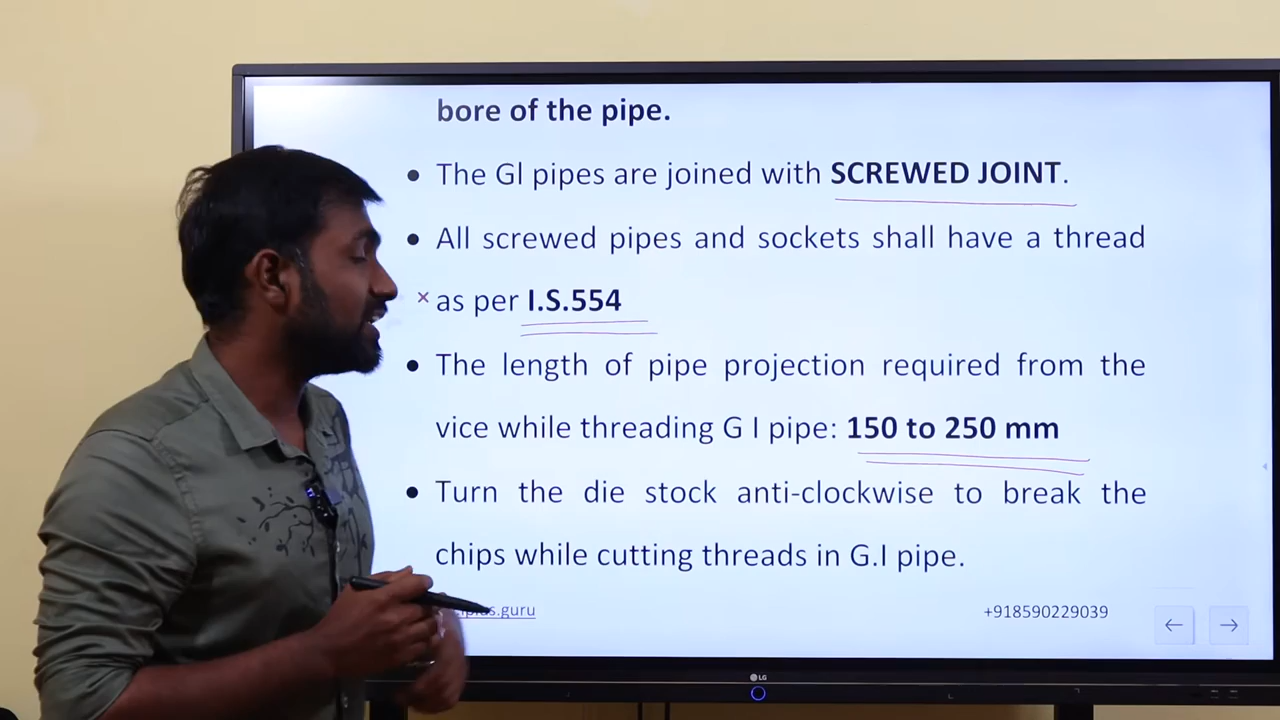 bore of the pipe.
• The GI pipes are joined with SCREWED JOINT.
• All screwed pipes and sockets shall have a thread
× as per I.S.554
• The length of pipe projection required from the
vice while threading G I pipe: 150 to 250 mm
• Turn the die stock anti-clockwise to break the
chips while cutting threads in G.I pipe.
+918590229039
← →
LG